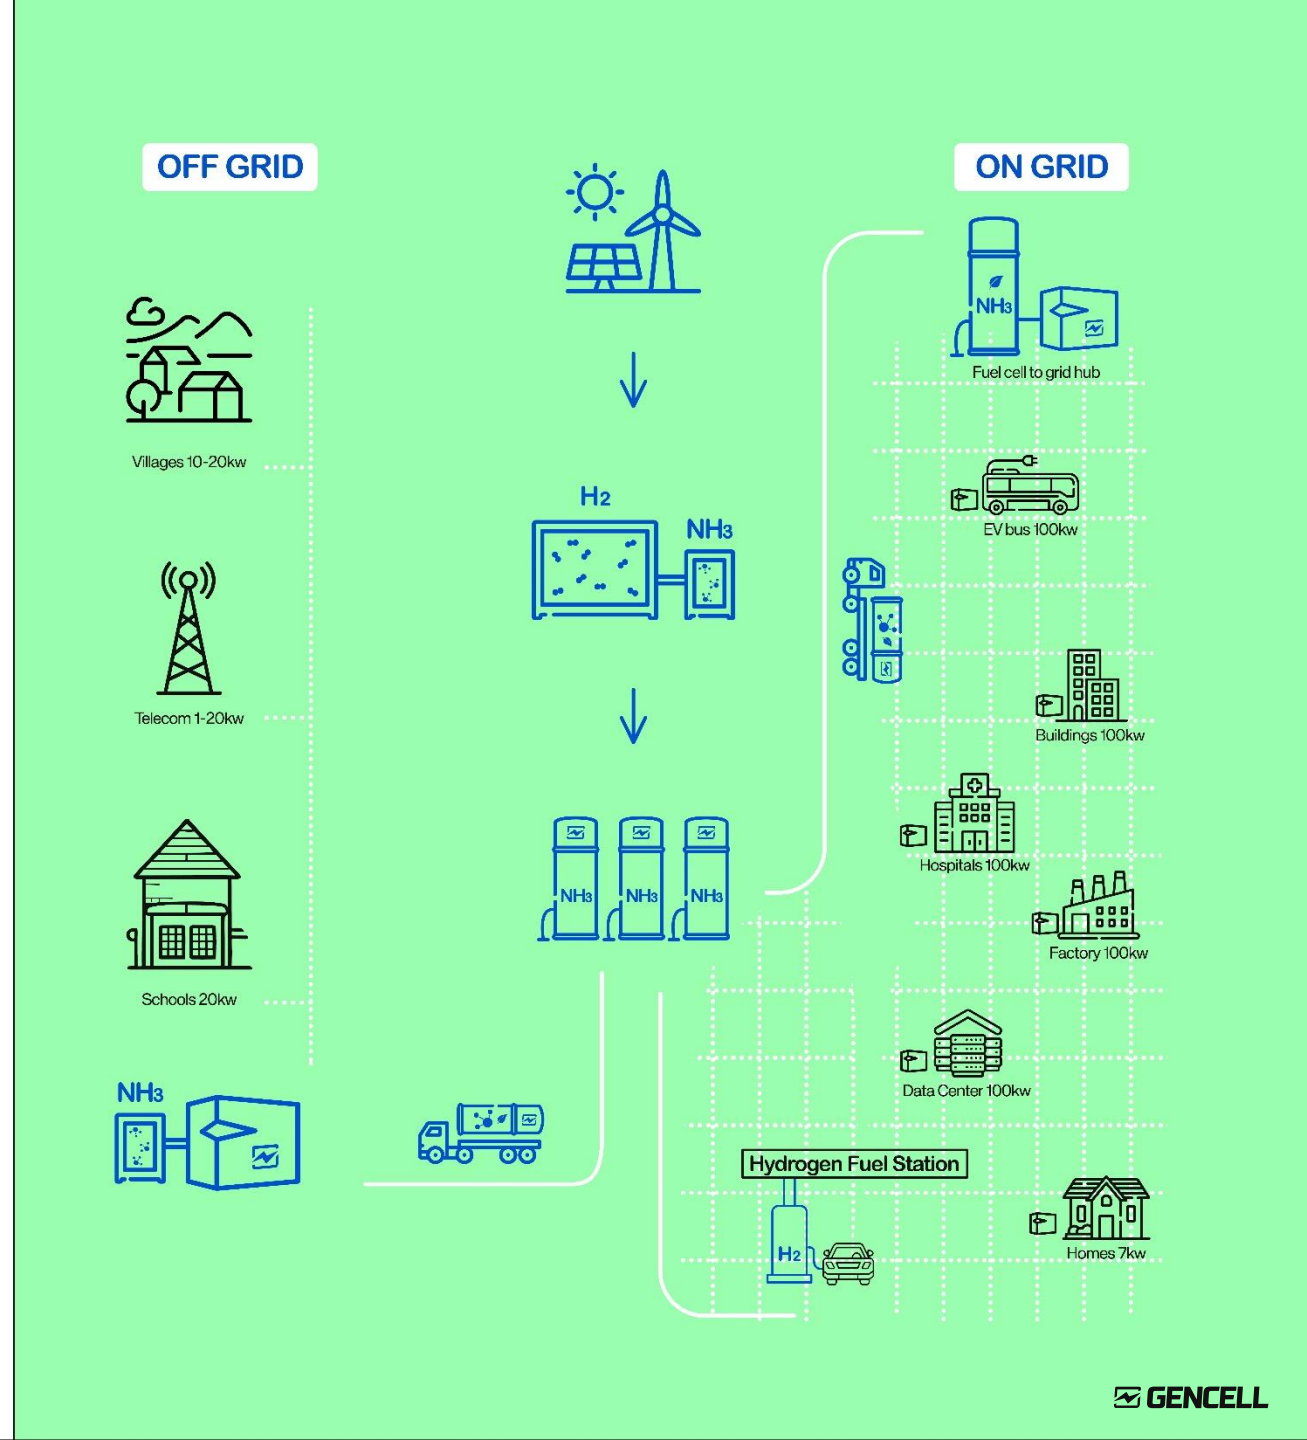 OFF GRID
ON GRID
NH3
Fuel cell to grid hub
Villages 10-20kw
H2
NH3
EV bus 100kw
Telecom 1-20kw
Buildings 100kw
NH3
NH3
NH3
Hospitals 100kw
Factory 100kw
Schools 20kw
NH3
Data Center 100kw
Hydrogen Fuel Station
H2
Homes 7kw
GENCELL